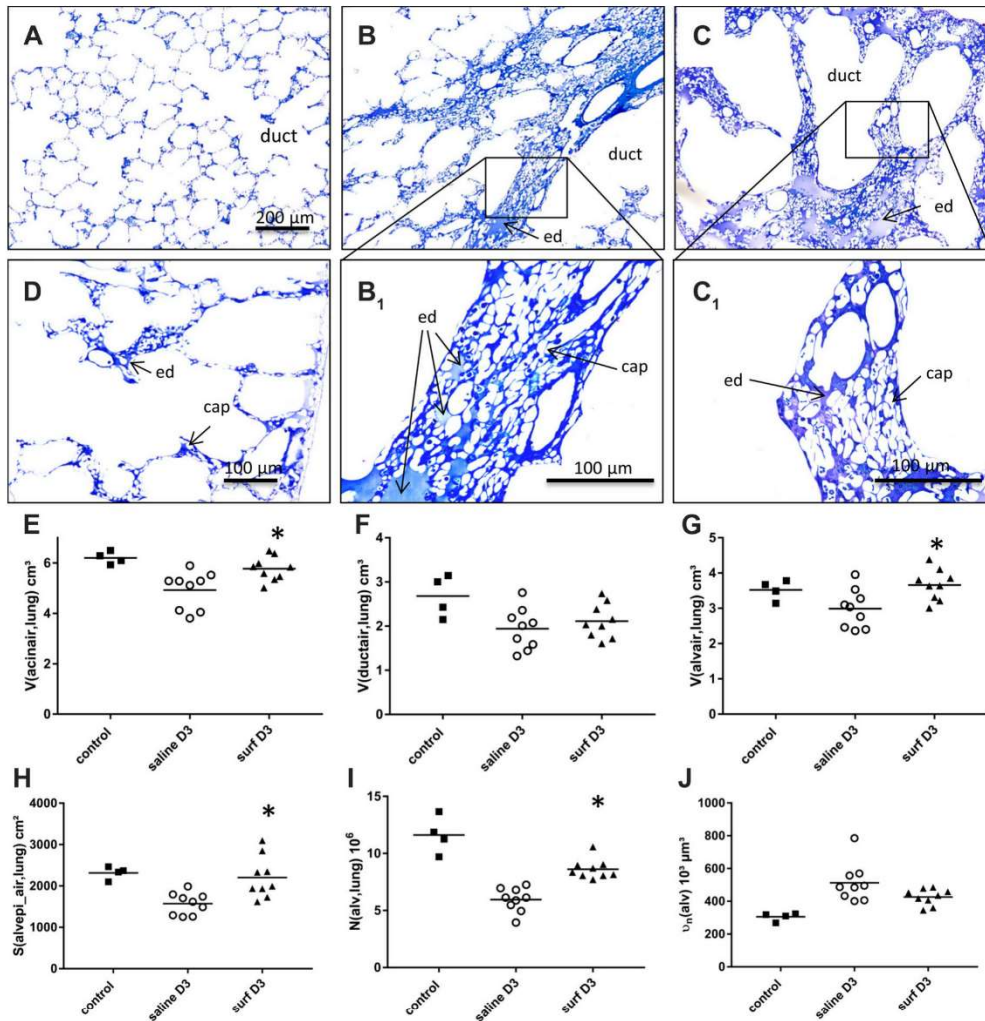 A
duct
200 µm
B
duct
ed
C
duct
ed
D
ed
cap
100 µm
B1
ed
cap
100 µm
C1
ed
cap
100 µm
E
*
V(acinair,lung) cm³
6
4
2
0
control
saline D3
surf D3
F
V(ductair,lung) cm³
4
3
2
1
0
control
saline D3
surf D3
G
*
V(alvair,lung) cm³
5
4
3
2
1
0
control
saline D3
surf D3
H
*
S(alvepi_air,lung) cm²
4000
3000
2000
1000
0
control
saline D3
surf D3
I
*
N(alv,lung) 10⁶
15
10
5
0
control
saline D3
surf D3
J
υn(alv) 10³ µm³
1000
800
600
400
200
0
control
saline D3
surf D3